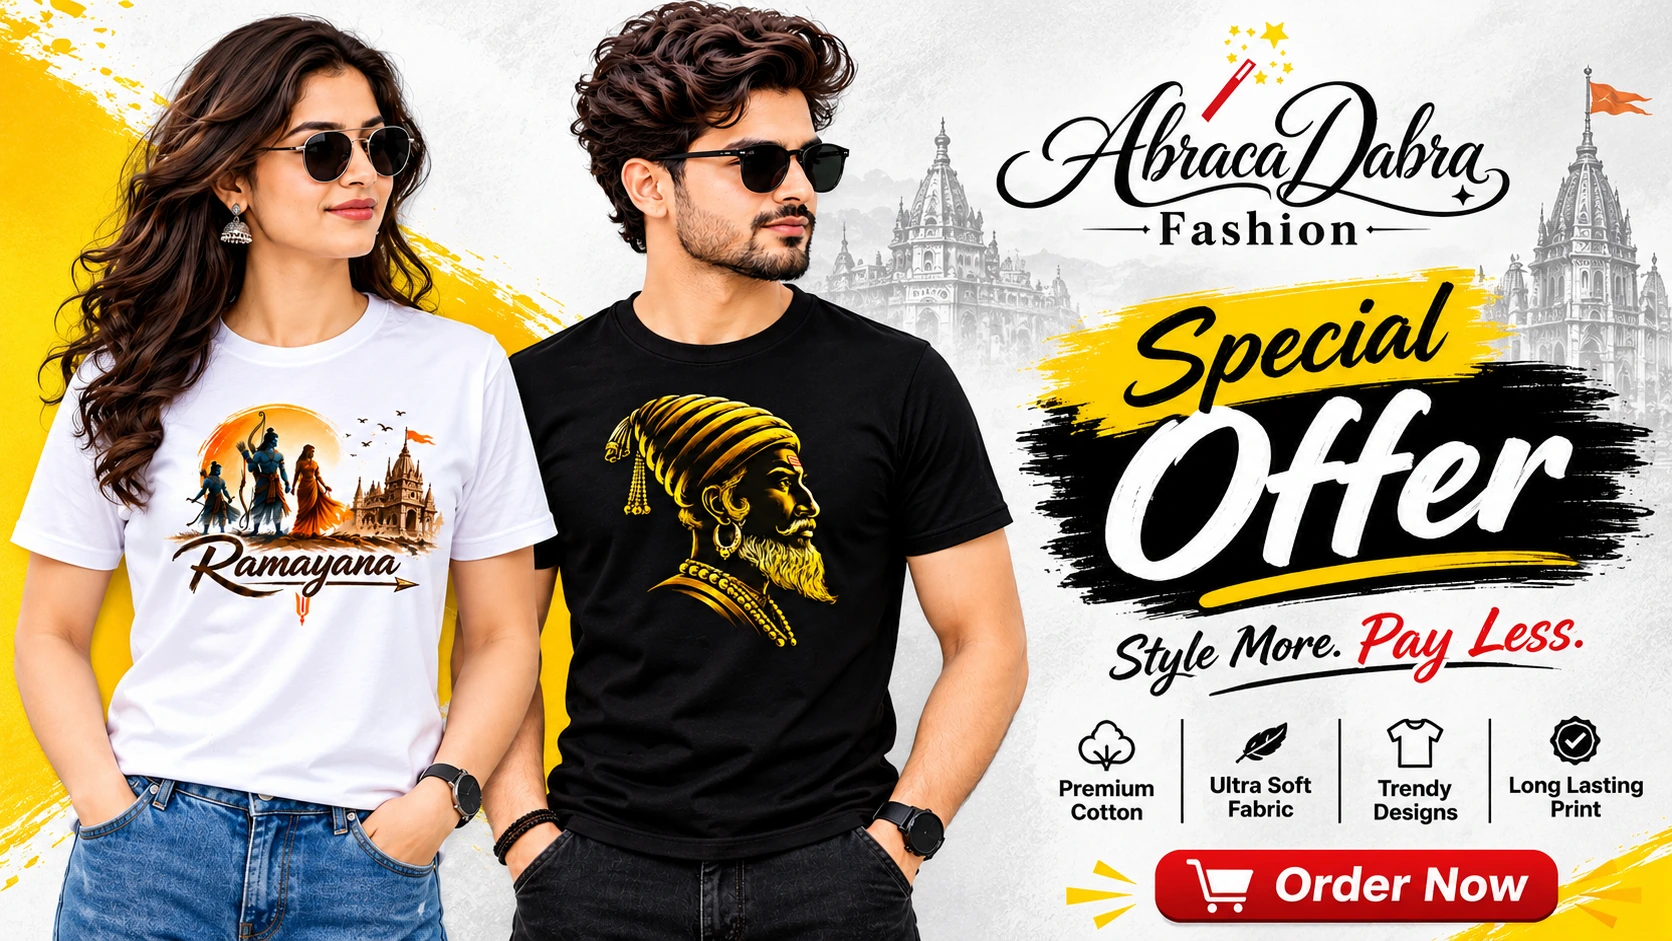 AbracaDabra
Fashion
Special
Offer
Style More. Pay Less.
Premium
Cotton
Ultra Soft
Fabric
Trendy
Designs
Long Lasting
Print
Order Now
Ramayana